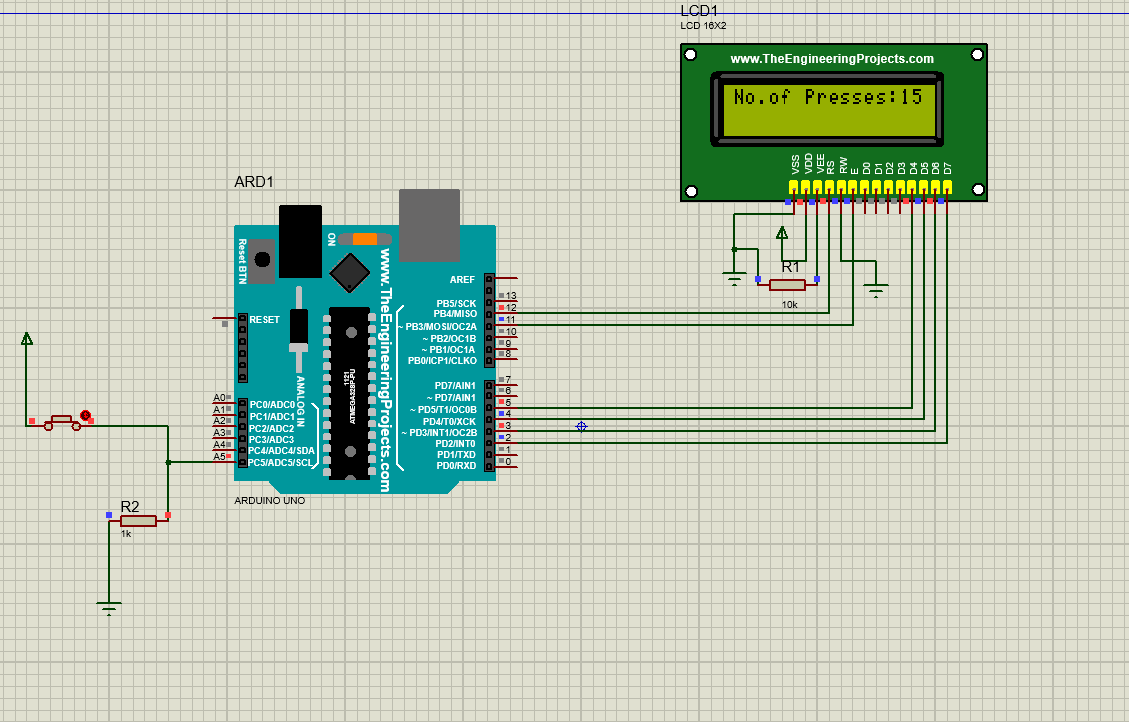 LCD1
LCD 16X2
www.TheEngineeringProjects.com
No.of Presses:15
VSS
VDD
VEE
RS
RW
E
D0
D1
D2
D3
D4
D5
D6
D7
R1
10k
ARD1
Reset BTN
ON
www.TheEngineeringProjects.com
AREF
13
PB5/SCK
12
PB4/MISO
11
~ PB3/MOSI/OC2A
10
~ PB2/OC1B
9
~ PB1/OC1A
8
PB0/ICP1/CLKO
RESET
1121
ATMEGA328P-PU
ANALOG IN
7
PD7/AIN1
6
~ PD7/AIN1
5
~ PD5/T1/OC0B
4
PD4/T0/XCK
3
~ PD3/INT1/OC2B
2
PD2/INT0
1
PD1/TXD
0
PD0/RXD
A0
PC0/ADC0
A1
PC1/ADC1
A2
PC2/ADC2
A3
PC3/ADC3
A4
PC4/ADC4/SDA
A5
PC5/ADC5/SCL
ARDUINO UNO
R2
1k